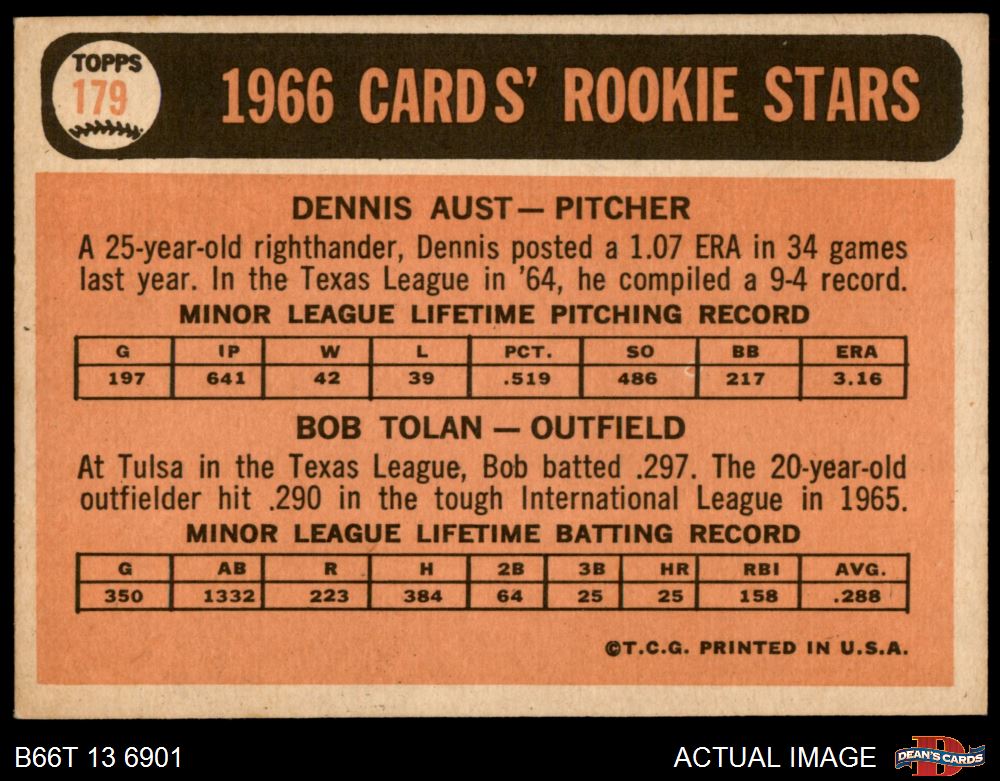 TOPPS
179
1966 CARDS' ROOKIE STARS
DENNIS AUST — PITCHER
A 25-year-old righthander, Dennis posted a 1.07 ERA in 34 games
last year. In the Texas League in '64, he compiled a 9-4 record.
MINOR LEAGUE LIFETIME PITCHING RECORD
G IP W L PCT. SO BB ERA
197 641 42 39 .519 486 217 3.16
BOB TOLAN — OUTFIELD
At Tulsa in the Texas League, Bob batted .297. The 20-year-old
outfielder hit .290 in the tough International League in 1965.
MINOR LEAGUE LIFETIME BATTING RECORD
G AB R H 2B 3B HR RBI AVG.
350 1332 223 384 64 25 25 158 .288
©T.C.G. PRINTED IN U.S.A.
B66T 13 6901
ACTUAL IMAGE
D
DEAN'S CARDS